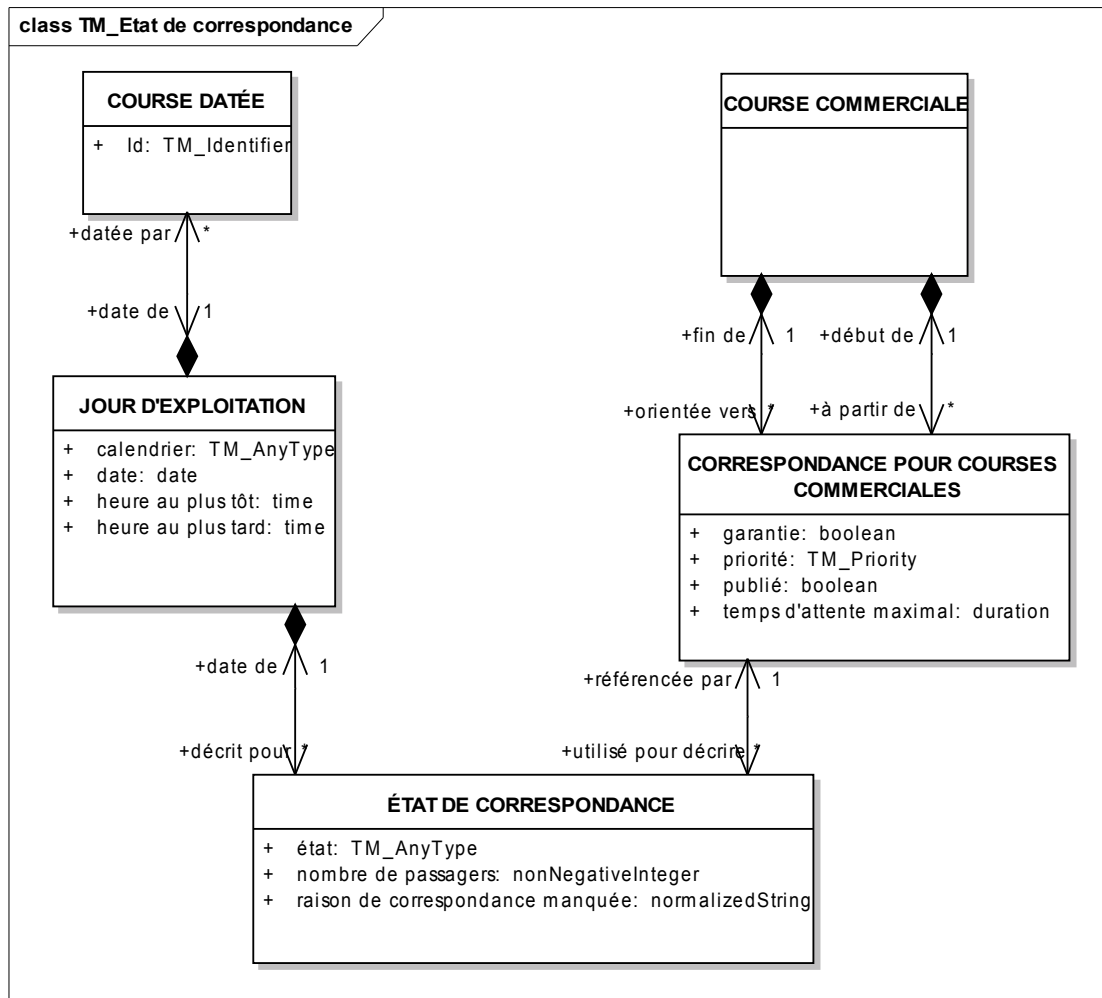 class TM_Etat de correspondance
COURSE DATÉE
+ Id: TM_Identifier
COURSE COMMERCIALE
+datée par *
+date de 1
+fin de 1
+début de 1
+orientée vers *
+à partir de *
JOUR D'EXPLOITATION
+ calendrier: TM_AnyType
+ date: date
+ heure au plus tôt: time
+ heure au plus tard: time
CORRESPONDANCE POUR COURSES
COMMERCIALES
+ garantie: boolean
+ priorité: TM_Priority
+ publié: boolean
+ temps d'attente maximal: duration
+date de 1
+référencée par 1
+décrit pour *
+utilisé pour décrire *
ÉTAT DE CORRESPONDANCE
+ état: TM_AnyType
+ nombre de passagers: nonNegativeInteger
+ raison de correspondance manquée: normalizedString